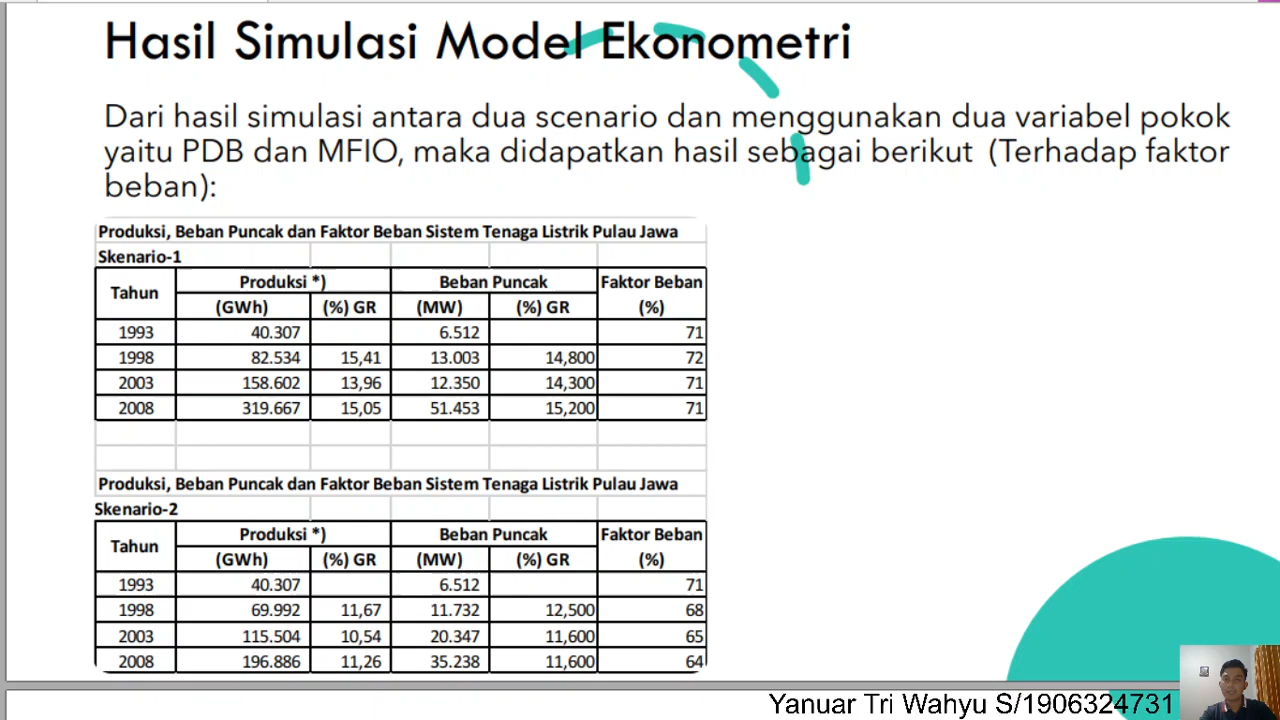 Hasil Simulasi Model Ekonometri
Dari hasil simulasi antara dua scenario dan menggunakan dua variabel pokok
yaitu PDB dan MFIO, maka didapatkan hasil sebagai berikut (Terhadap faktor
beban):
Produksi, Beban Puncak dan Faktor Beban Sistem Tenaga Listrik Pulau Jawa
Skenario-1
Tahun Produksi *) Beban Puncak Faktor Beban
(GWh) (%) GR (MW) (%) GR (%)
1993 40.307 6.512 71
1998 82.534 15,41 13.003 14,800 72
2003 158.602 13,96 12.350 14,300 71
2008 319.667 15,05 51.453 15,200 71
Produksi, Beban Puncak dan Faktor Beban Sistem Tenaga Listrik Pulau Jawa
Skenario-2
Tahun Produksi *) Beban Puncak Faktor Beban
(GWh) (%) GR (MW) (%) GR (%)
1993 40.307 6.512 71
1998 69.992 11,67 11.732 12,500 68
2003 115.504 10,54 20.347 11,600 65
2008 196.886 11,26 35.238 11,600 64
Yanuar Tri Wahyu S/1906324731